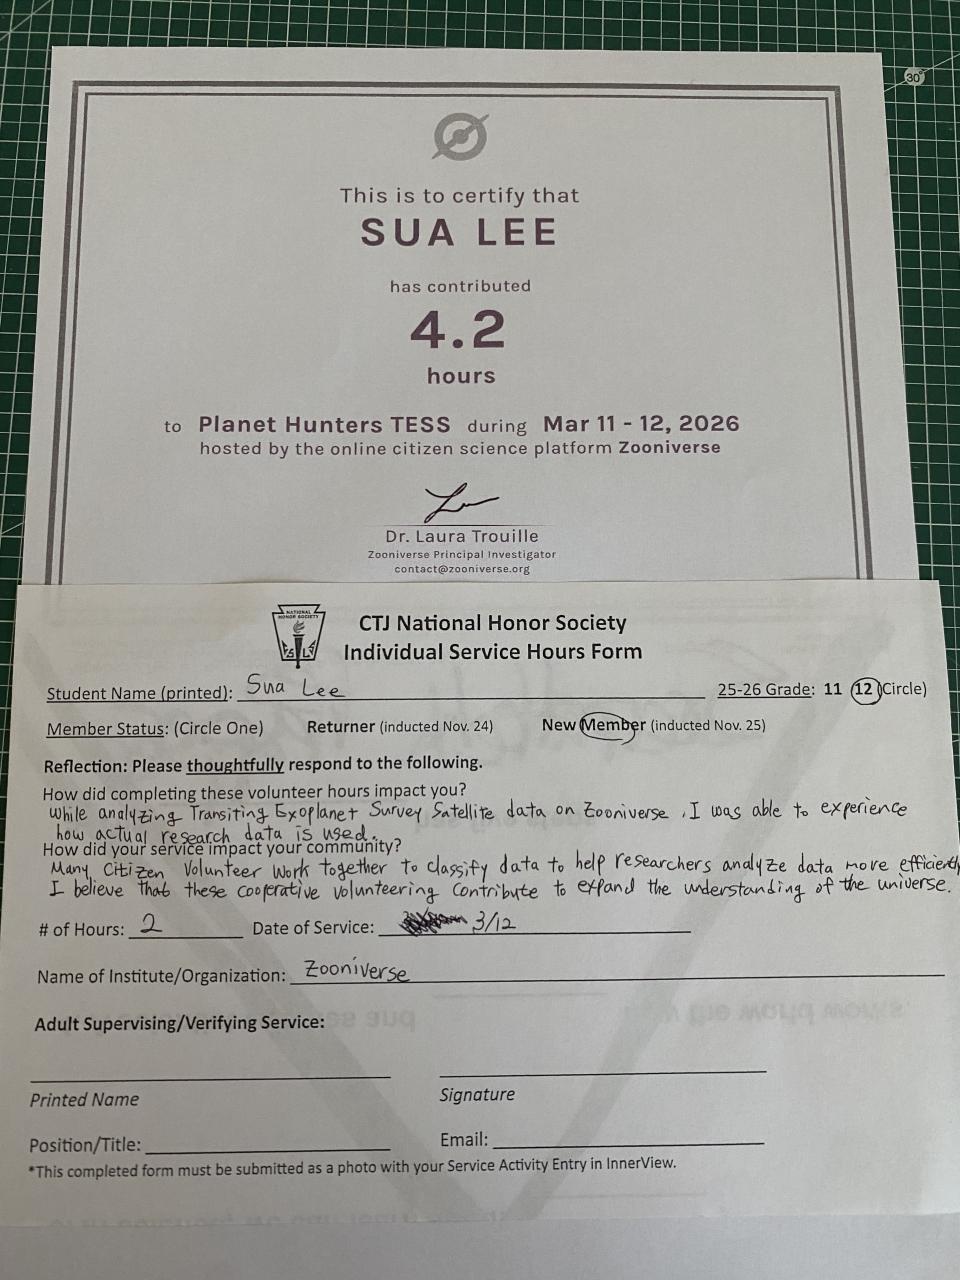 30°
This is to certify that
SUA LEE
has contributed
4.2
hours
to Planet Hunters TESS during Mar 11 - 12, 2026
hosted by the online citizen science platform Zooniverse
Dr. Laura Trouille
Zooniverse Principal Investigator
contact@zooniverse.org
NATIONAL
HONOR SOCIETY
CTJ National Honor Society
Individual Service Hours Form
Student Name (printed): Sua Lee 25-26 Grade: 11 12 (Circle)
Member Status: (Circle One) Returner (inducted Nov. 24) New Member (inducted Nov. 25)
Reflection: Please thoughtfully respond to the following.
How did completing these volunteer hours impact you?
While analyzing Transiting Exoplanet Survey Satellite data on Zooniverse, I was able to experience
how actual research data is used.
How did your service impact your community?
Many Citizen Volunteer work together to classify data to help researchers analyze data more efficiently
I believe that these cooperative volunteering contribute to expand the understanding of the universe.
# of Hours: 2 Date of Service: 3/12
Name of Institute/Organization: Zooniverse
Adult Supervising/Verifying Service:
Printed Name Signature
Position/Title: Email:
*This completed form must be submitted as a photo with your Service Activity Entry in InnerView.